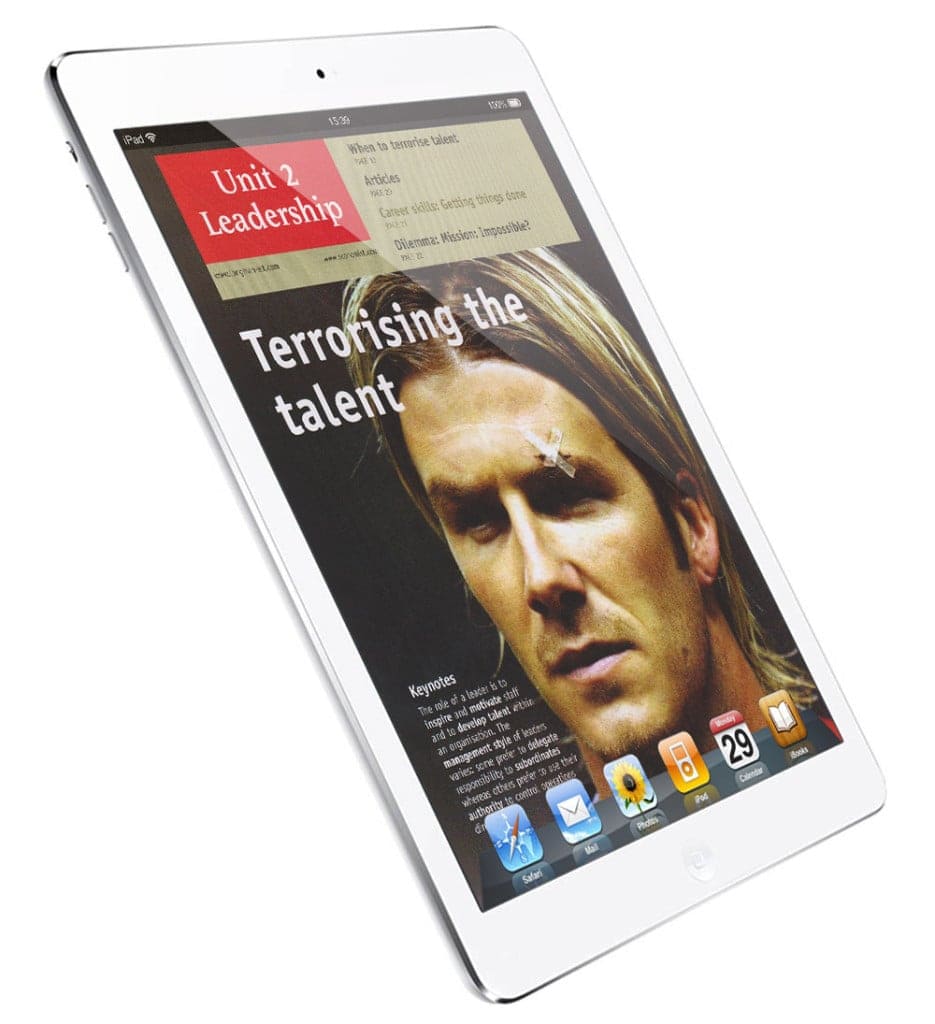 iPad
15:39
100%
Unit 2
Leadership
When to terrorise talent
Articles
Career skills: Getting things done
Dilemma: Mission: Impossible?
Terrorising the
talent
Keynotes
The role of a leader is to
inspire and motivate staff
and to develop talent within
an organisation. The
management style of leaders
varies: some prefer to delegate
responsibility to subordinates
whereas others prefer to use their
authority to control operations
Monday
29
Safari
Mail
Photos
iPod
Calendar
iBooks